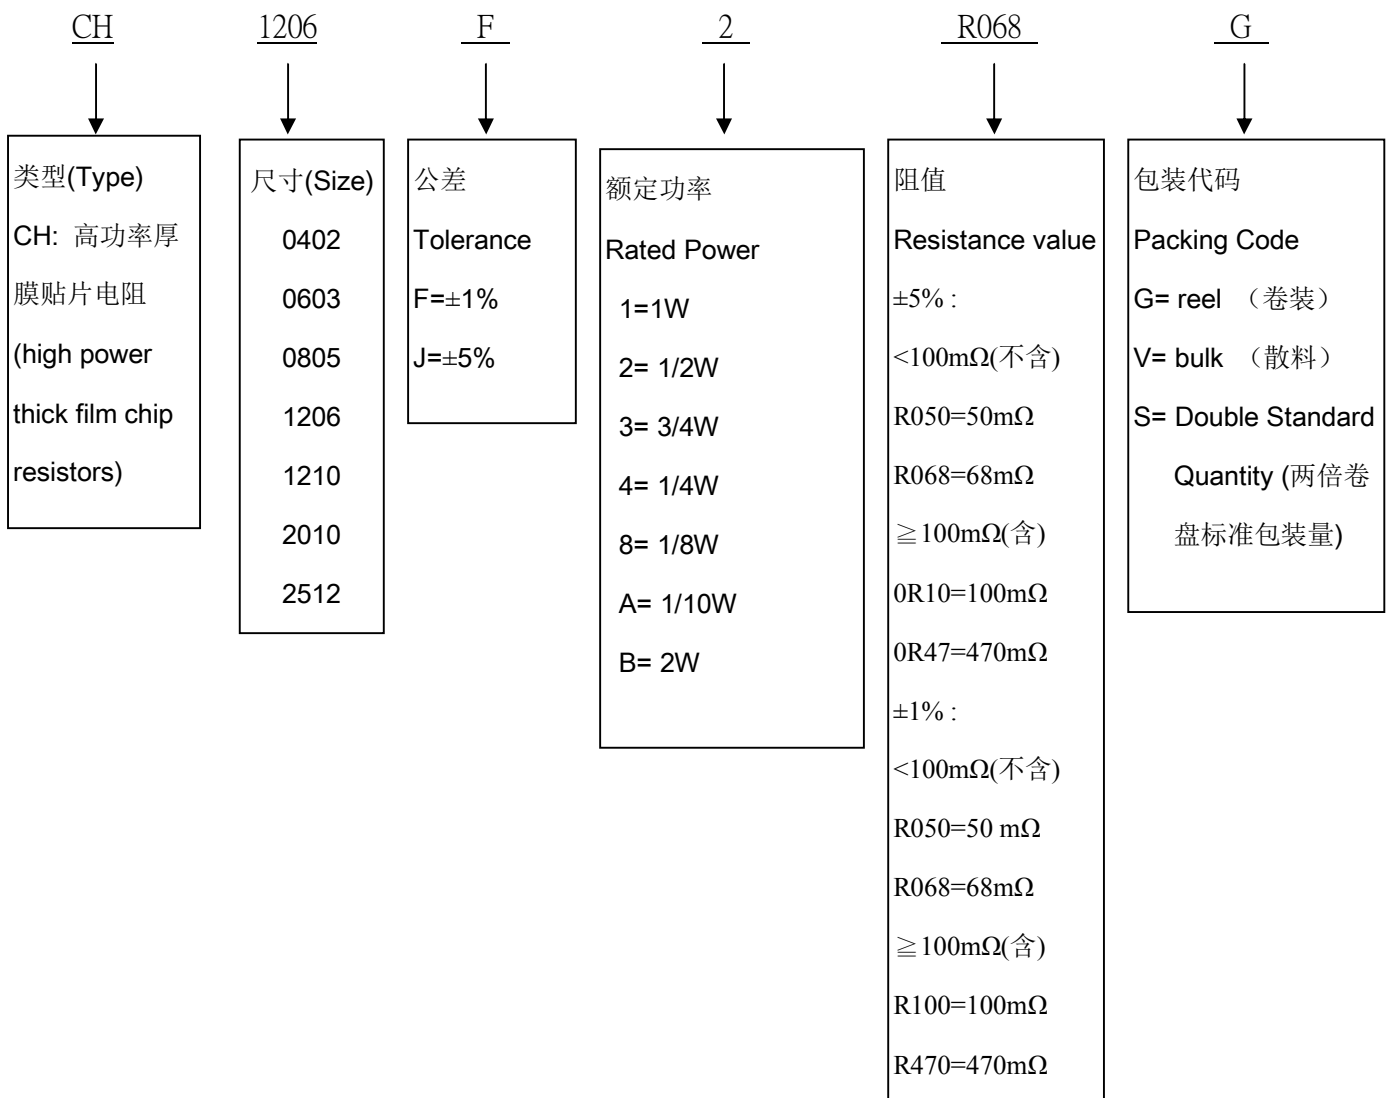 CH 1206 F 2 R068 G
类型(Type)
CH: 高功率厚
膜贴片电阻
(high power
thick film chip
resistors)
尺寸(Size)
0402
0603
0805
1206
1210
2010
2512
公差
Tolerance
F=±1%
J=±5%
额定功率
Rated Power
1=1W
2= 1/2W
3= 3/4W
4= 1/4W
8= 1/8W
A= 1/10W
B= 2W
阻值
Resistance value
±5% :
<100mΩ(不含)
R050=50mΩ
R068=68mΩ
≧100mΩ(含)
0R10=100mΩ
0R47=470mΩ
±1% :
<100mΩ(不含)
R050=50 mΩ
R068=68mΩ
≧100mΩ(含)
R100=100mΩ
R470=470mΩ
包装代码
Packing Code
G= reel （卷装）
V= bulk （散料）
S= Double Standard
Quantity (两倍卷
盘标准包装量)